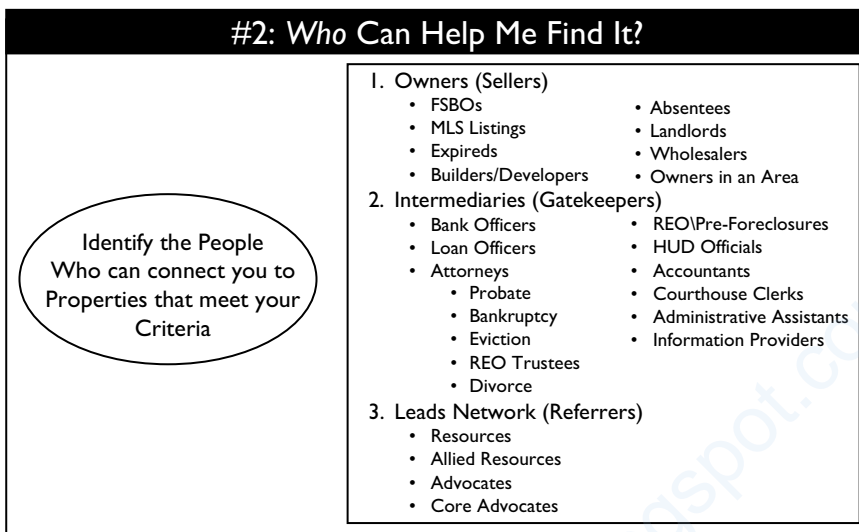 #2: Who Can Help Me Find It?
Identify the People
Who can connect you to
Properties that meet your
Criteria
1. Owners (Sellers)
• FSBOs
• MLS Listings
• Expireds
• Builders/Developers
• Absentees
• Landlords
• Wholesalers
• Owners in an Area
2. Intermediaries (Gatekeepers)
• Bank Officers
• Loan Officers
• Attorneys
• Probate
• Bankruptcy
• Eviction
• REO Trustees
• Divorce
• REO\Pre-Foreclosures
• HUD Officials
• Accountants
• Courthouse Clerks
• Administrative Assistants
• Information Providers
3. Leads Network (Referrers)
• Resources
• Allied Resources
• Advocates
• Core Advocates
gspot.co